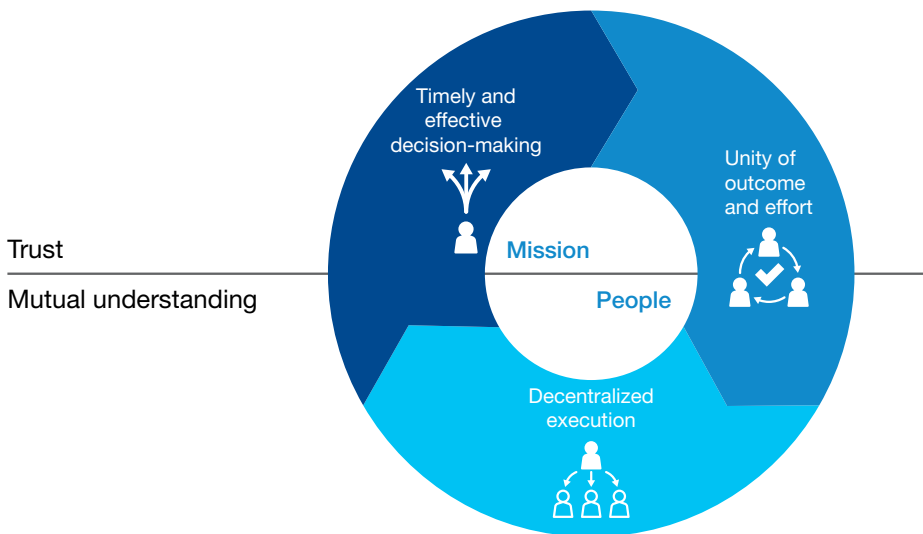 Timely and
effective
decision-making
Unity of
outcome
and effort
Trust
Mission
Mutual understanding
People
Decentralized
execution